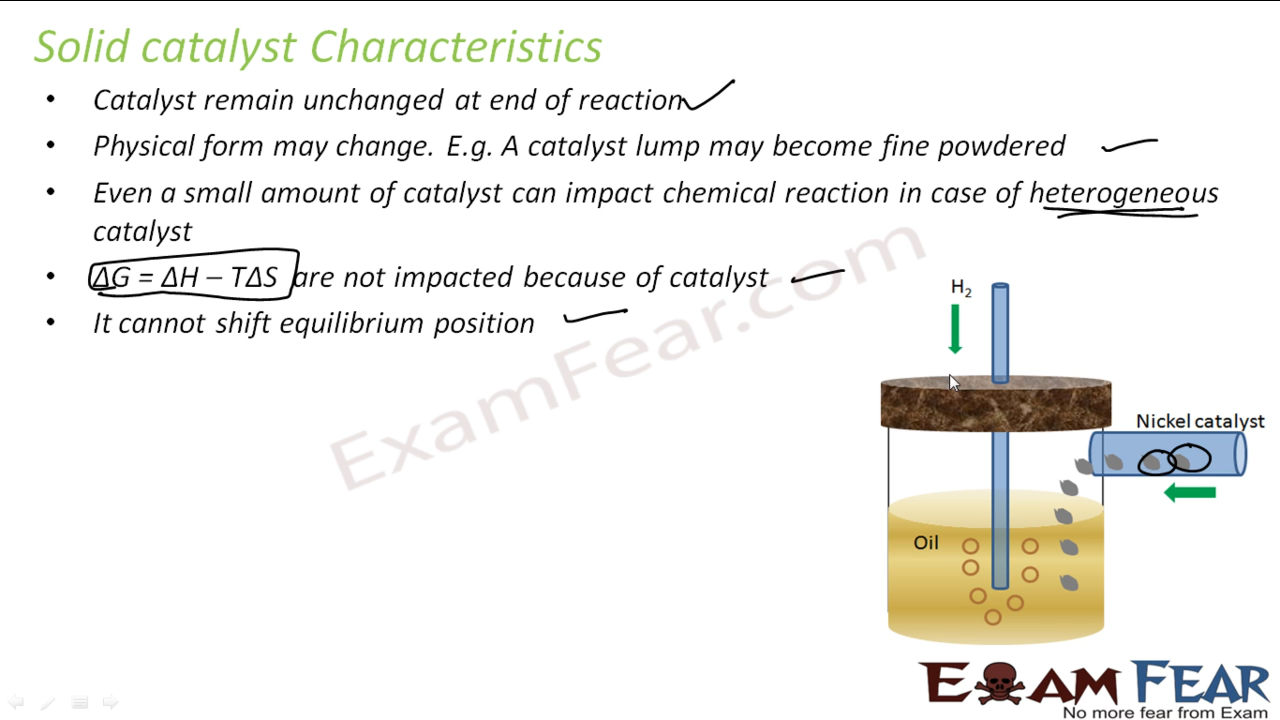 Solid catalyst Characteristics
• Catalyst remain unchanged at end of reaction
• Physical form may change. E.g. A catalyst lump may become fine powdered
• Even a small amount of catalyst can impact chemical reaction in case of heterogeneous
catalyst
• ΔG = ΔH – TΔS are not impacted because of catalyst
• It cannot shift equilibrium position
ExamFear.com
H₂
Nickel catalyst
Oil
EXAM FEAR
No more fear from Exam